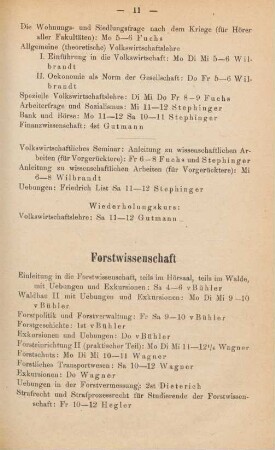 — 11 —
Die Wohnungs- und Siedlungsfrage nach dem Kriege (für Hörer
aller Fakultäten); Mo 5—6 Fuchs
Allgemeine (theoretische) Volkswirtschaftslehre
I. Einführung in die Volkswirtschaft: Mo Di Mi 5—6 Wil-
brandt
II. Oekonomie als Norm der Gesellschaft: Do Fr 5—6 Wil-
brandt
Spezielle Volkswirtschaftslehre: Di Mi Do Fr 8—9 Fuchs
Arbeiterfrage und Sozialismus: Mi 11—12 Stephinger
Bank und Börse: Mo 11—12 Sa 10—11 Stephinger
Finanzwissenschaft: 4st Gutmann
Volkswirtschaftliches Seminar: Anleitung zu wissenschaftlichen Ar-
beiten (für Vorgerücktere): Fr 6—8 Fuchs und Stephinger
Anleitung zu wissenschaftlichen Arbeiten (für Vorgerücktere): Mi
6—8 Wilbrandt
Uebungen: Friedrich List Sa 11—12 Stephinger
Wiederholungskurs:
Volkswirtschaftslehre: Sa 11—12 Gutmann
Forstwissenschaft
Einleitung in die Forstwissenschaft, teils im Hörsaal, teils im Walde,
mit Uebungen und Exkursionen: Sa 4—6 vBühler
Waldbau II mit Uebungen und Exkursionen: Mo Di Mi 9—10
vBühler
Forstpolitik und Forstverwaltung: Fr Sa 9—10 vBühler
Forstgeschichte: 1st vBühler
Exkursionen und Uebungen: Do vBühler
Forsteinrichtung II (praktischer Teil): Mo Do Mi 11—12½ Wagner
Forstschutz: Mo Di Mi 10—11 Wagner
Forstliches Transportwesen: Sa 10—12 Wagner
Exkursionen: Do Wagner
Uebungen in der Forstvermessung: 2st Dieterich
Strafrecht und Strafprozessrecht für Studierende der Forstwissen-
schaft: Fr 10—12 Hegler